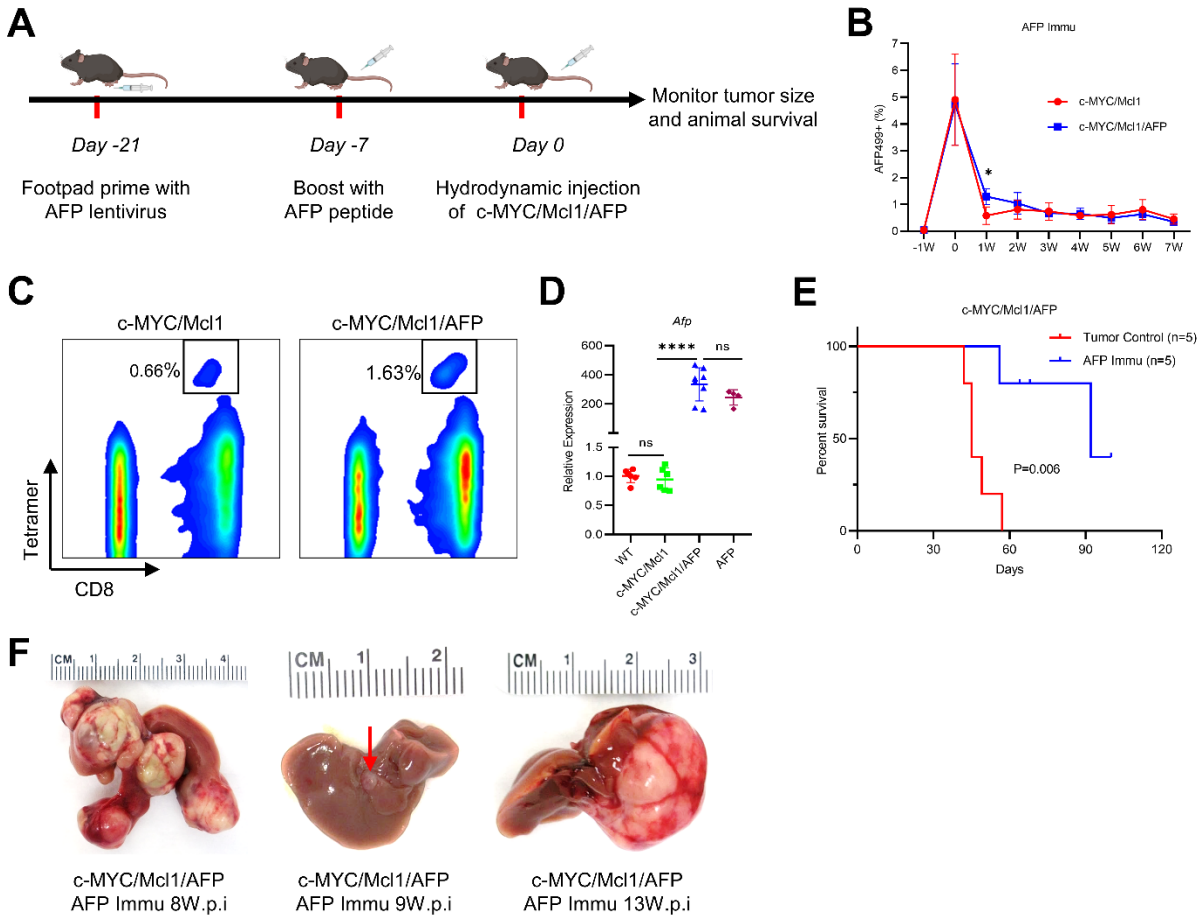 A
Day -21
Day -7
Day 0
Monitor tumor size
and animal survival
Footpad prime with
AFP lentivirus
Boost with
AFP peptide
Hydrodynamic injection
of c-MYC/Mcl1/AFP
B
AFP Immu
AFP499+ (%)
7
6
5
4
3
2
1
0
-1W
0
1W
2W
3W
4W
5W
6W
7W
*
c-MYC/Mcl1
c-MYC/Mcl1/AFP
C
c-MYC/Mcl1
c-MYC/Mcl1/AFP
0.66%
1.63%
Tetramer
CD8
D
Afp
Relative Expression
600
400
200
1.5
1.0
0.5
0.0
ns
****
ns
WT
c-MYC/Mcl1
c-MYC/Mcl1/AFP
AFP
E
c-MYC/Mcl1/AFP
Tumor Control (n=5)
AFP Immu (n=5)
Percent survival
100
50
0
P=0.006
0
30
60
90
120
Days
F
CM 1 2 3 4
CM 1 2
CM 1 2 3
c-MYC/Mcl1/AFP
AFP Immu 8W.p.i
c-MYC/Mcl1/AFP
AFP Immu 9W.p.i
c-MYC/Mcl1/AFP
AFP Immu 13W.p.i